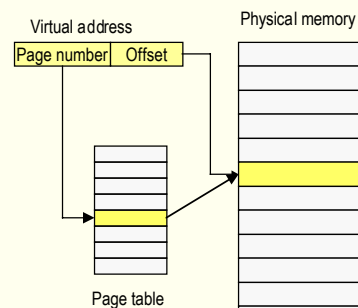 Virtual address
Physical memory
Page number Offset
Page table